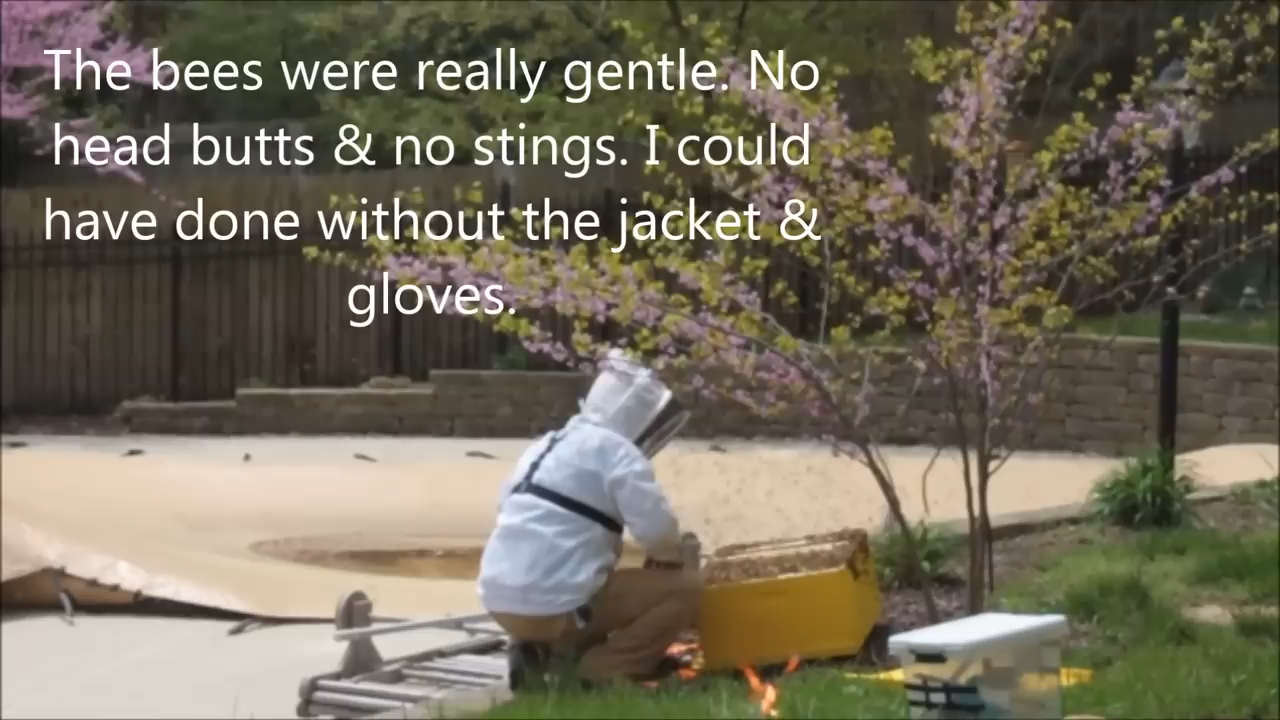 The bees were really gentle. No
head butts & no stings. I could
have done without the jacket &
gloves.